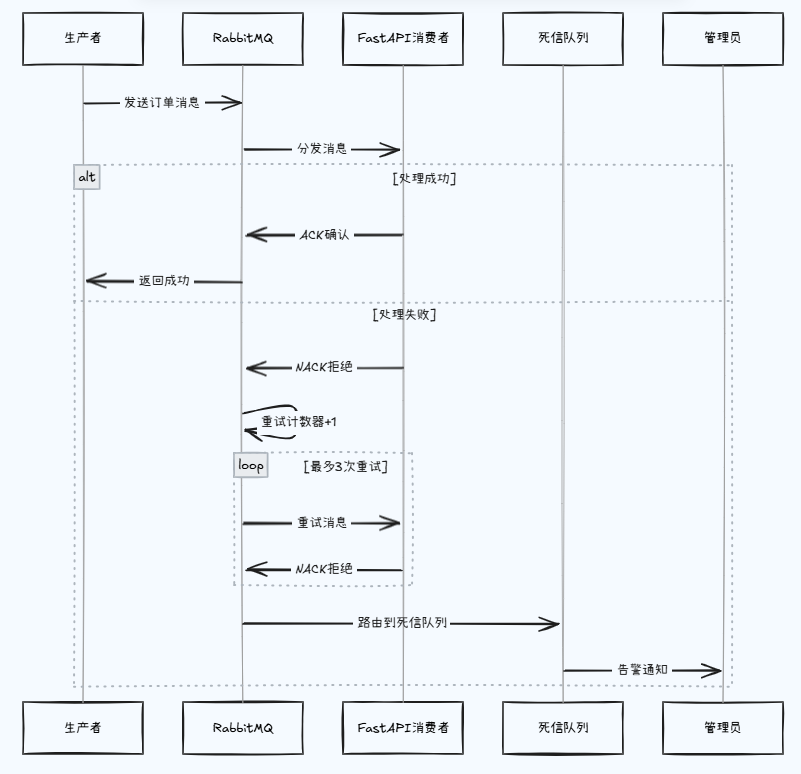 生产者
RabbitMQ
FastAPI消费者
死信队列
管理员
发送订单消息
分发消息
alt
[处理成功]
ACK确认
返回成功
[处理失败]
NACK拒绝
重试计数器+1
loop
[最多3次重试]
重试消息
NACK拒绝
路由到死信队列
告警通知
生产者
RabbitMQ
FastAPI消费者
死信队列
管理员